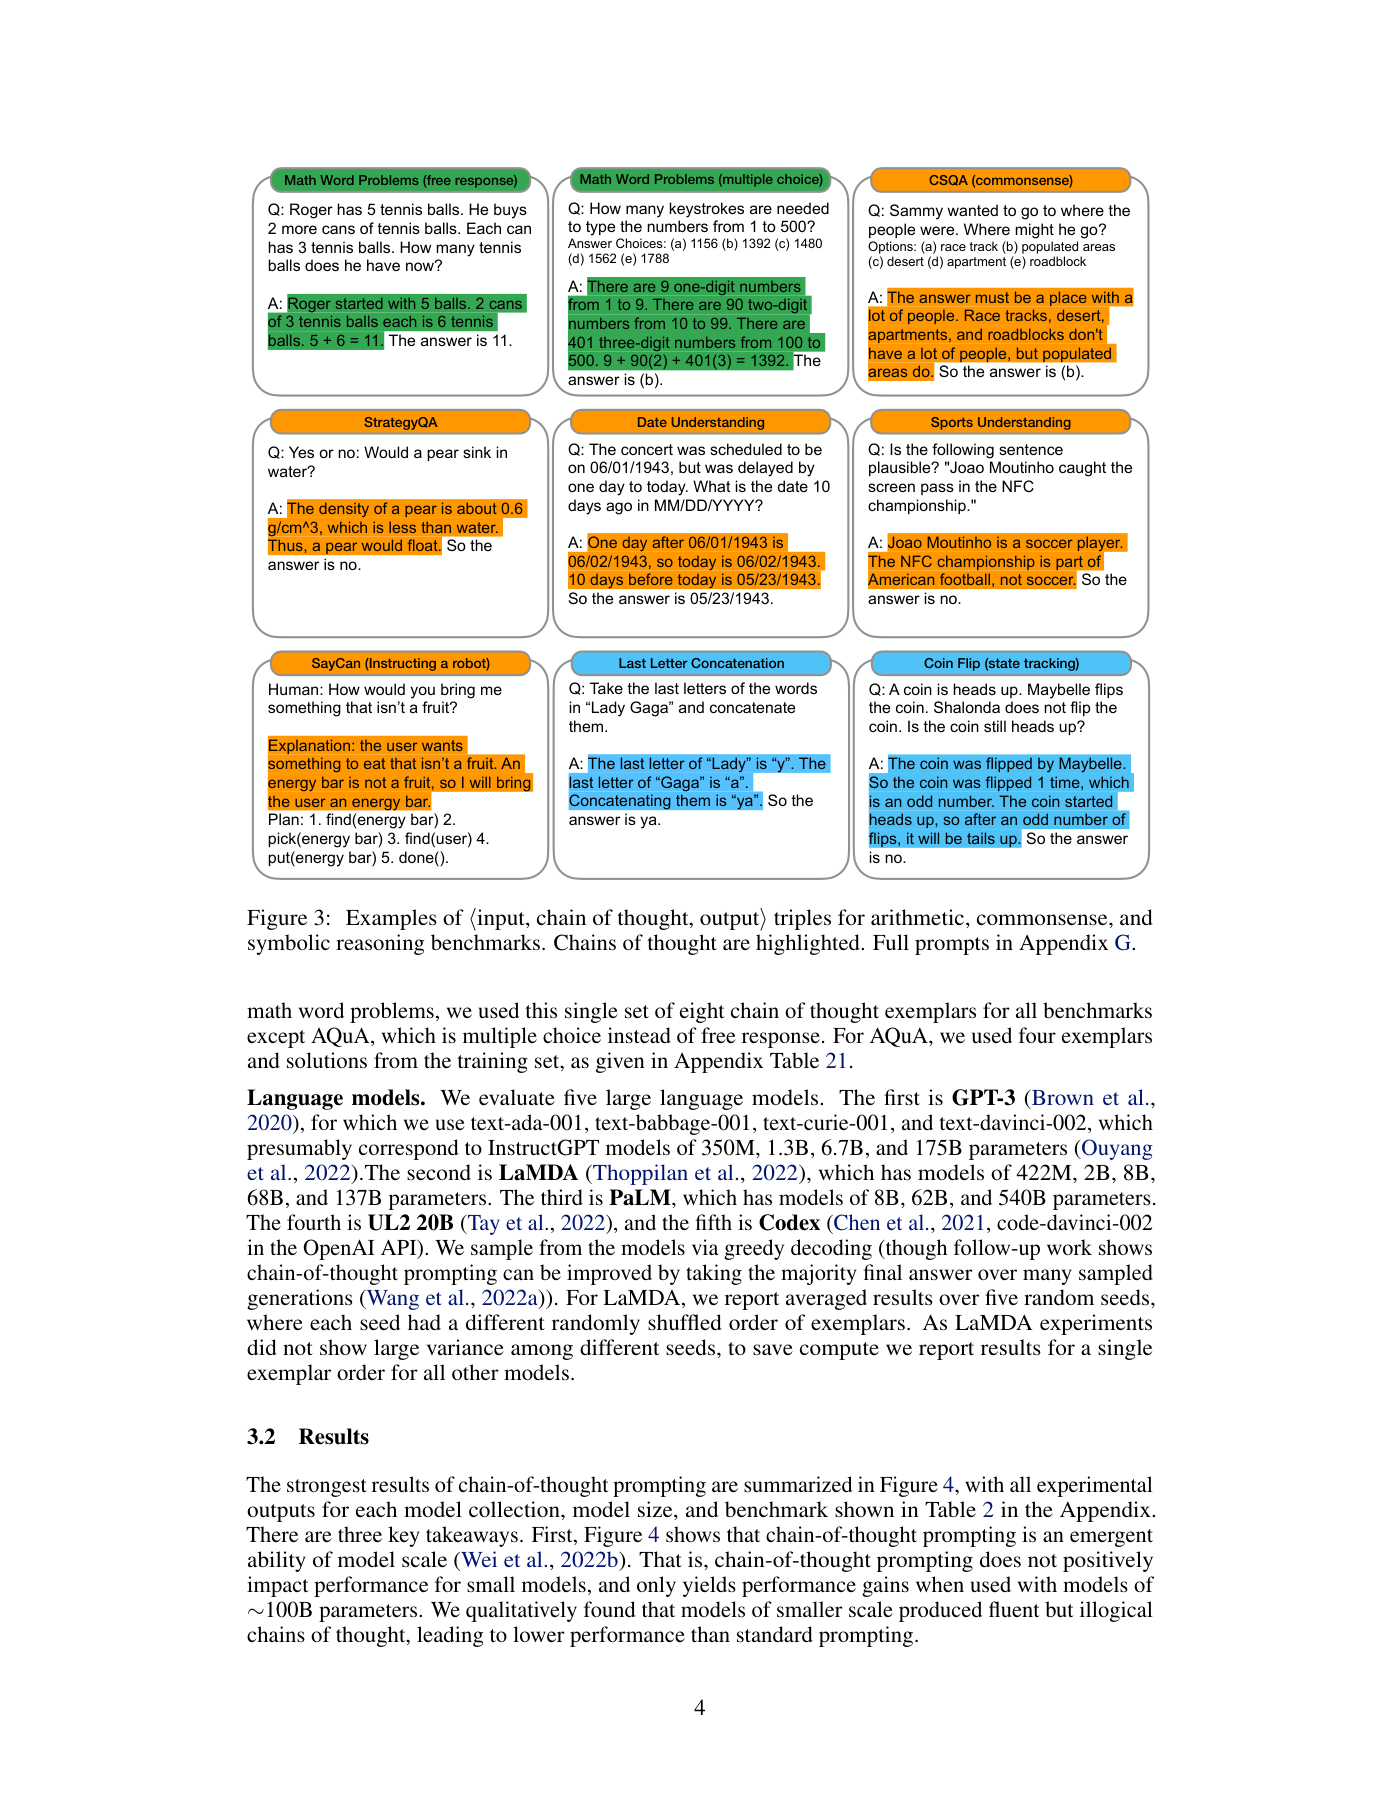 Math Word Problems (free response)
Q: Roger has 5 tennis balls. He buys
2 more cans of tennis balls. Each can
has 3 tennis balls. How many tennis
balls does he have now?
A: Roger started with 5 balls. 2 cans
of 3 tennis balls each is 6 tennis
balls. 5 + 6 = 11. The answer is 11.
Math Word Problems (multiple choice)
Q: How many keystrokes are needed
to type the numbers from 1 to 500?
Answer Choices: (a) 1156 (b) 1392 (c) 1480
(d) 1562 (e) 1788
A: There are 9 one-digit numbers
from 1 to 9. There are 90 two-digit
numbers from 10 to 99. There are
401 three-digit numbers from 100 to
500. 9 + 90(2) + 401(3) = 1392. The
answer is (b).
CSQA (commonsense)
Q: Sammy wanted to go to where the
people were. Where might he go?
Options: (a) race track (b) populated areas
(c) desert (d) apartment (e) roadblock
A: The answer must be a place with a
lot of people. Race tracks, desert,
apartments, and roadblocks don't
have a lot of people, but populated
areas do. So the answer is (b).
StrategyQA
Q: Yes or no: Would a pear sink in
water?
A: The density of a pear is about 0.6
g/cm^3, which is less than water.
Thus, a pear would float. So the
answer is no.
Date Understanding
Q: The concert was scheduled to be
on 06/01/1943, but was delayed by
one day to today. What is the date 10
days ago in MM/DD/YYYY?
A: One day after 06/01/1943 is
06/02/1943, so today is 06/02/1943.
10 days before today is 05/23/1943.
So the answer is 05/23/1943.
Sports Understanding
Q: Is the following sentence
plausible? "Joao Moutinho caught the
screen pass in the NFC
championship."
A: Joao Moutinho is a soccer player.
The NFC championship is part of
American football, not soccer. So the
answer is no.
SayCan (Instructing a robot)
Human: How would you bring me
something that isn’t a fruit?
Explanation: the user wants
something to eat that isn’t a fruit. An
energy bar is not a fruit, so I will bring
the user an energy bar.
Plan: 1. find(energy bar) 2.
pick(energy bar) 3. find(user) 4.
put(energy bar) 5. done().
Last Letter Concatenation
Q: Take the last letters of the words
in “Lady Gaga” and concatenate
them.
A: The last letter of “Lady” is “y”. The
last letter of “Gaga” is “a”.
Concatenating them is “ya”. So the
answer is ya.
Coin Flip (state tracking)
Q: A coin is heads up. Maybelle flips
the coin. Shalonda does not flip the
coin. Is the coin still heads up?
A: The coin was flipped by Maybelle.
So the coin was flipped 1 time, which
is an odd number. The coin started
heads up, so after an odd number of
flips, it will be tails up. So the answer
is no.
Figure 3: Examples of ⟨input, chain of thought, output⟩ triples for arithmetic, commonsense, and
symbolic reasoning benchmarks. Chains of thought are highlighted. Full prompts in Appendix G.
math word problems, we used this single set of eight chain of thought exemplars for all benchmarks
except AQuA, which is multiple choice instead of free response. For AQuA, we used four exemplars
and solutions from the training set, as given in Appendix Table 21.
Language models. We evaluate five large language models. The first is GPT-3 (Brown et al.,
2020), for which we use text-ada-001, text-babbage-001, text-curie-001, and text-davinci-002, which
presumably correspond to InstructGPT models of 350M, 1.3B, 6.7B, and 175B parameters (Ouyang
et al., 2022).The second is LaMDA (Thoppilan et al., 2022), which has models of 422M, 2B, 8B,
68B, and 137B parameters. The third is PaLM, which has models of 8B, 62B, and 540B parameters.
The fourth is UL2 20B (Tay et al., 2022), and the fifth is Codex (Chen et al., 2021, code-davinci-002
in the OpenAI API). We sample from the models via greedy decoding (though follow-up work shows
chain-of-thought prompting can be improved by taking the majority final answer over many sampled
generations (Wang et al., 2022a)). For LaMDA, we report averaged results over five random seeds,
where each seed had a different randomly shuffled order of exemplars. As LaMDA experiments
did not show large variance among different seeds, to save compute we report results for a single
exemplar order for all other models.
3.2 Results
The strongest results of chain-of-thought prompting are summarized in Figure 4, with all experimental
outputs for each model collection, model size, and benchmark shown in Table 2 in the Appendix.
There are three key takeaways. First, Figure 4 shows that chain-of-thought prompting is an emergent
ability of model scale (Wei et al., 2022b). That is, chain-of-thought prompting does not positively
impact performance for small models, and only yields performance gains when used with models of
∼100B parameters. We qualitatively found that models of smaller scale produced fluent but illogical
chains of thought, leading to lower performance than standard prompting.
4